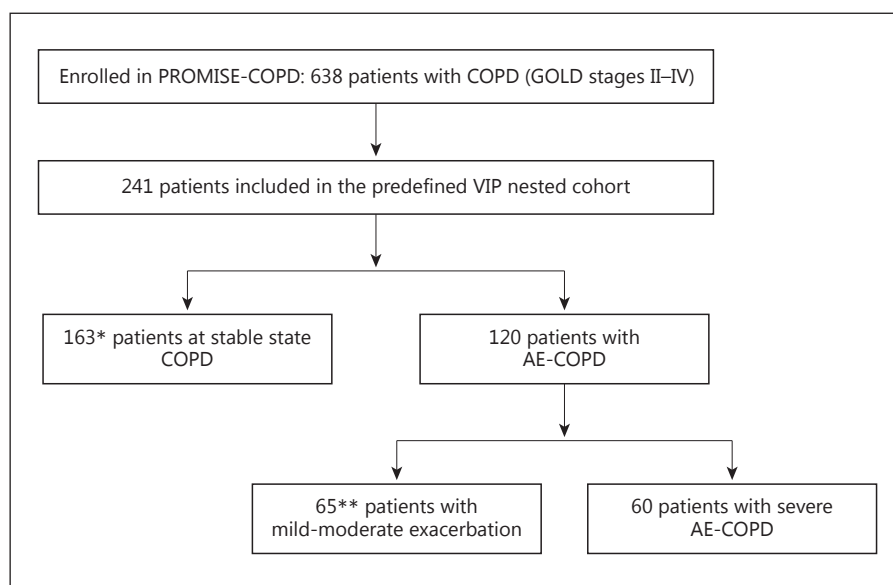 Enrolled in PROMISE-COPD: 638 patients with COPD (GOLD stages II–IV)
241 patients included in the predefined VIP nested cohort
163* patients at stable state
COPD
120 patients with
AE-COPD
65** patients with
mild-moderate exacerbation
60 patients with severe
AE-COPD